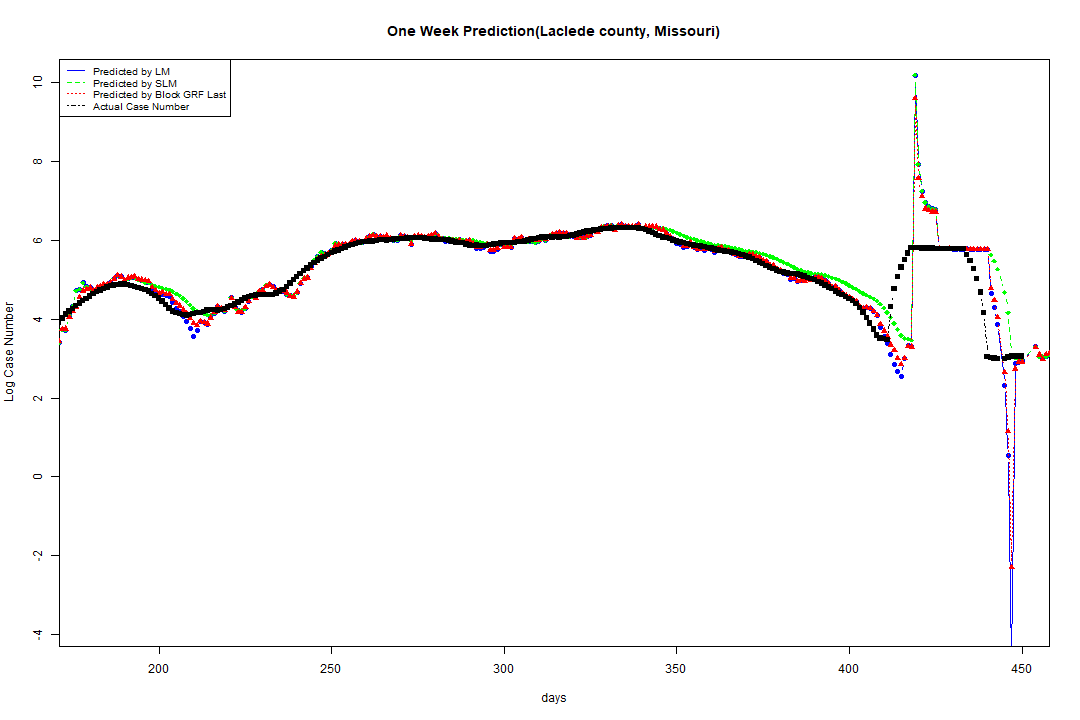 One Week Prediction(Laclede county, Missouri)
Predicted by LM
Predicted by SLM
Predicted by Block GRF Last
Actual Case Number
Log Case Number
10
8
6
4
2
0
-2
-4
200 250 300 350 400 450
days